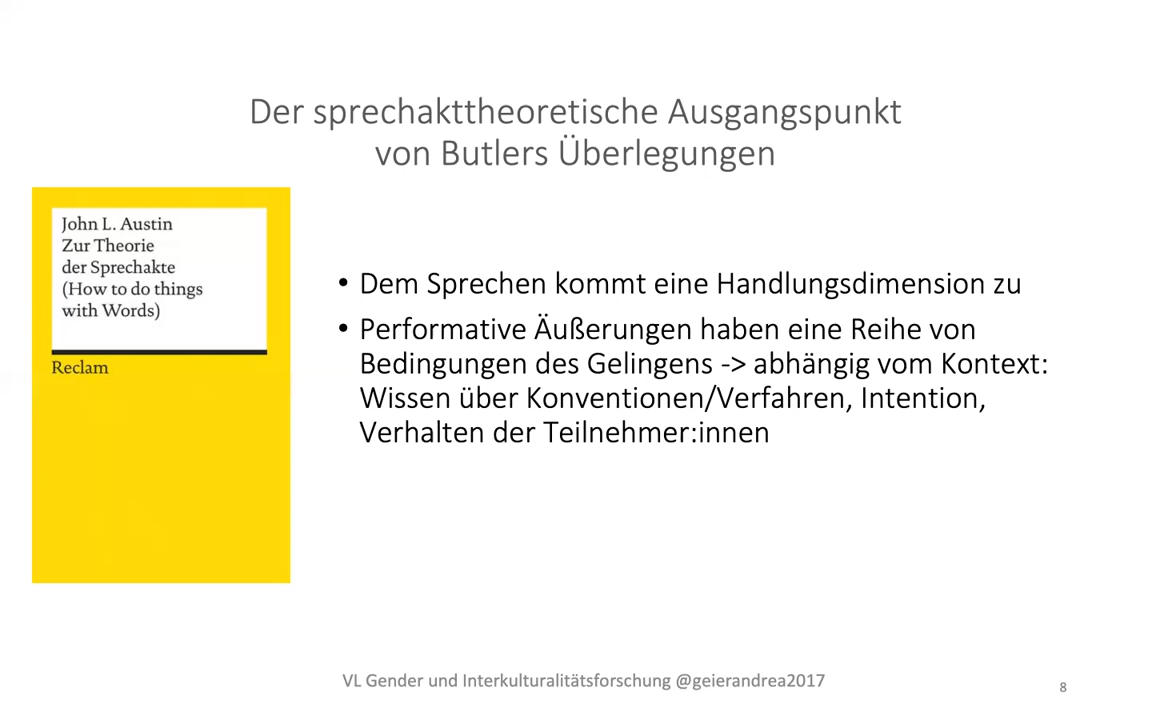 Der sprechakttheoretische Ausgangspunkt
von Butlers Überlegungen
John L. Austin
Zur Theorie
der Sprechakte
(How to do things
with Words)
Reclam
• Dem Sprechen kommt eine Handlungsdimension zu
• Performative Äußerungen haben eine Reihe von
Bedingungen des Gelingens -> abhängig vom Kontext:
Wissen über Konventionen/Verfahren, Intention,
Verhalten der Teilnehmer:innen
VL Gender und Interkulturalitätsforschung @geierandrea2017
8